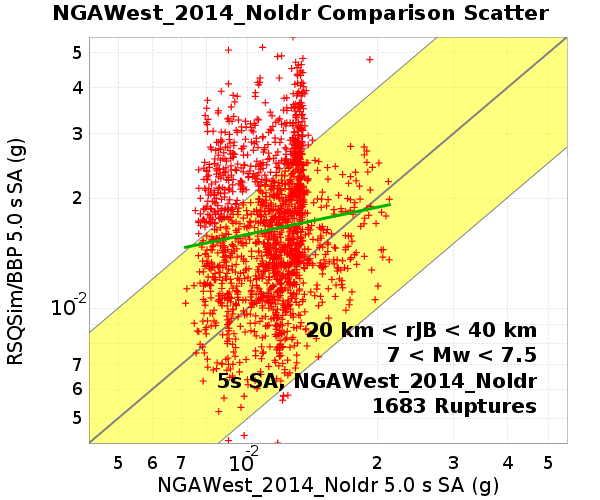 NGAWest_2014_NoIdr Comparison Scatter
RSQSim/BBP 5.0 s SA (g)
5
4
3
2
10-2
7
6
5
20 km < rJB < 40 km
7 < Mw < 7.5
5s SA, NGAWest_2014_NoIdr
1683 Ruptures
5 6 7 10-2 2 3 4 5
NGAWest_2014_NoIdr 5.0 s SA (g)